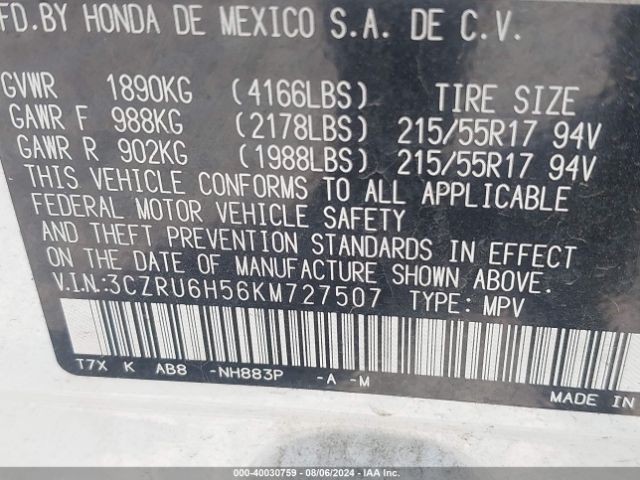 FD.BY HONDA DE MEXICO S.A. DE C.V.
GVWR 1890KG (4166LBS) TIRE SIZE
GAWR F 988KG (2178LBS) 215/55R17 94V
GAWR R 902KG (1988LBS) 215/55R17 94V
THIS VEHICLE CONFORMS TO ALL APPLICABLE
FEDERAL MOTOR VEHICLE SAFETY
AND THEFT PREVENTION STANDARDS IN EFFECT
ON THE DATE OF MANUFACTURE SHOWN ABOVE.
V.I.N.:3CZRU6H56KM727507 TYPE: MPV
T7X K AB8 -NH883P -A -M
MADE IN
000-40030759 - 08/06/2024 - IAA Inc.